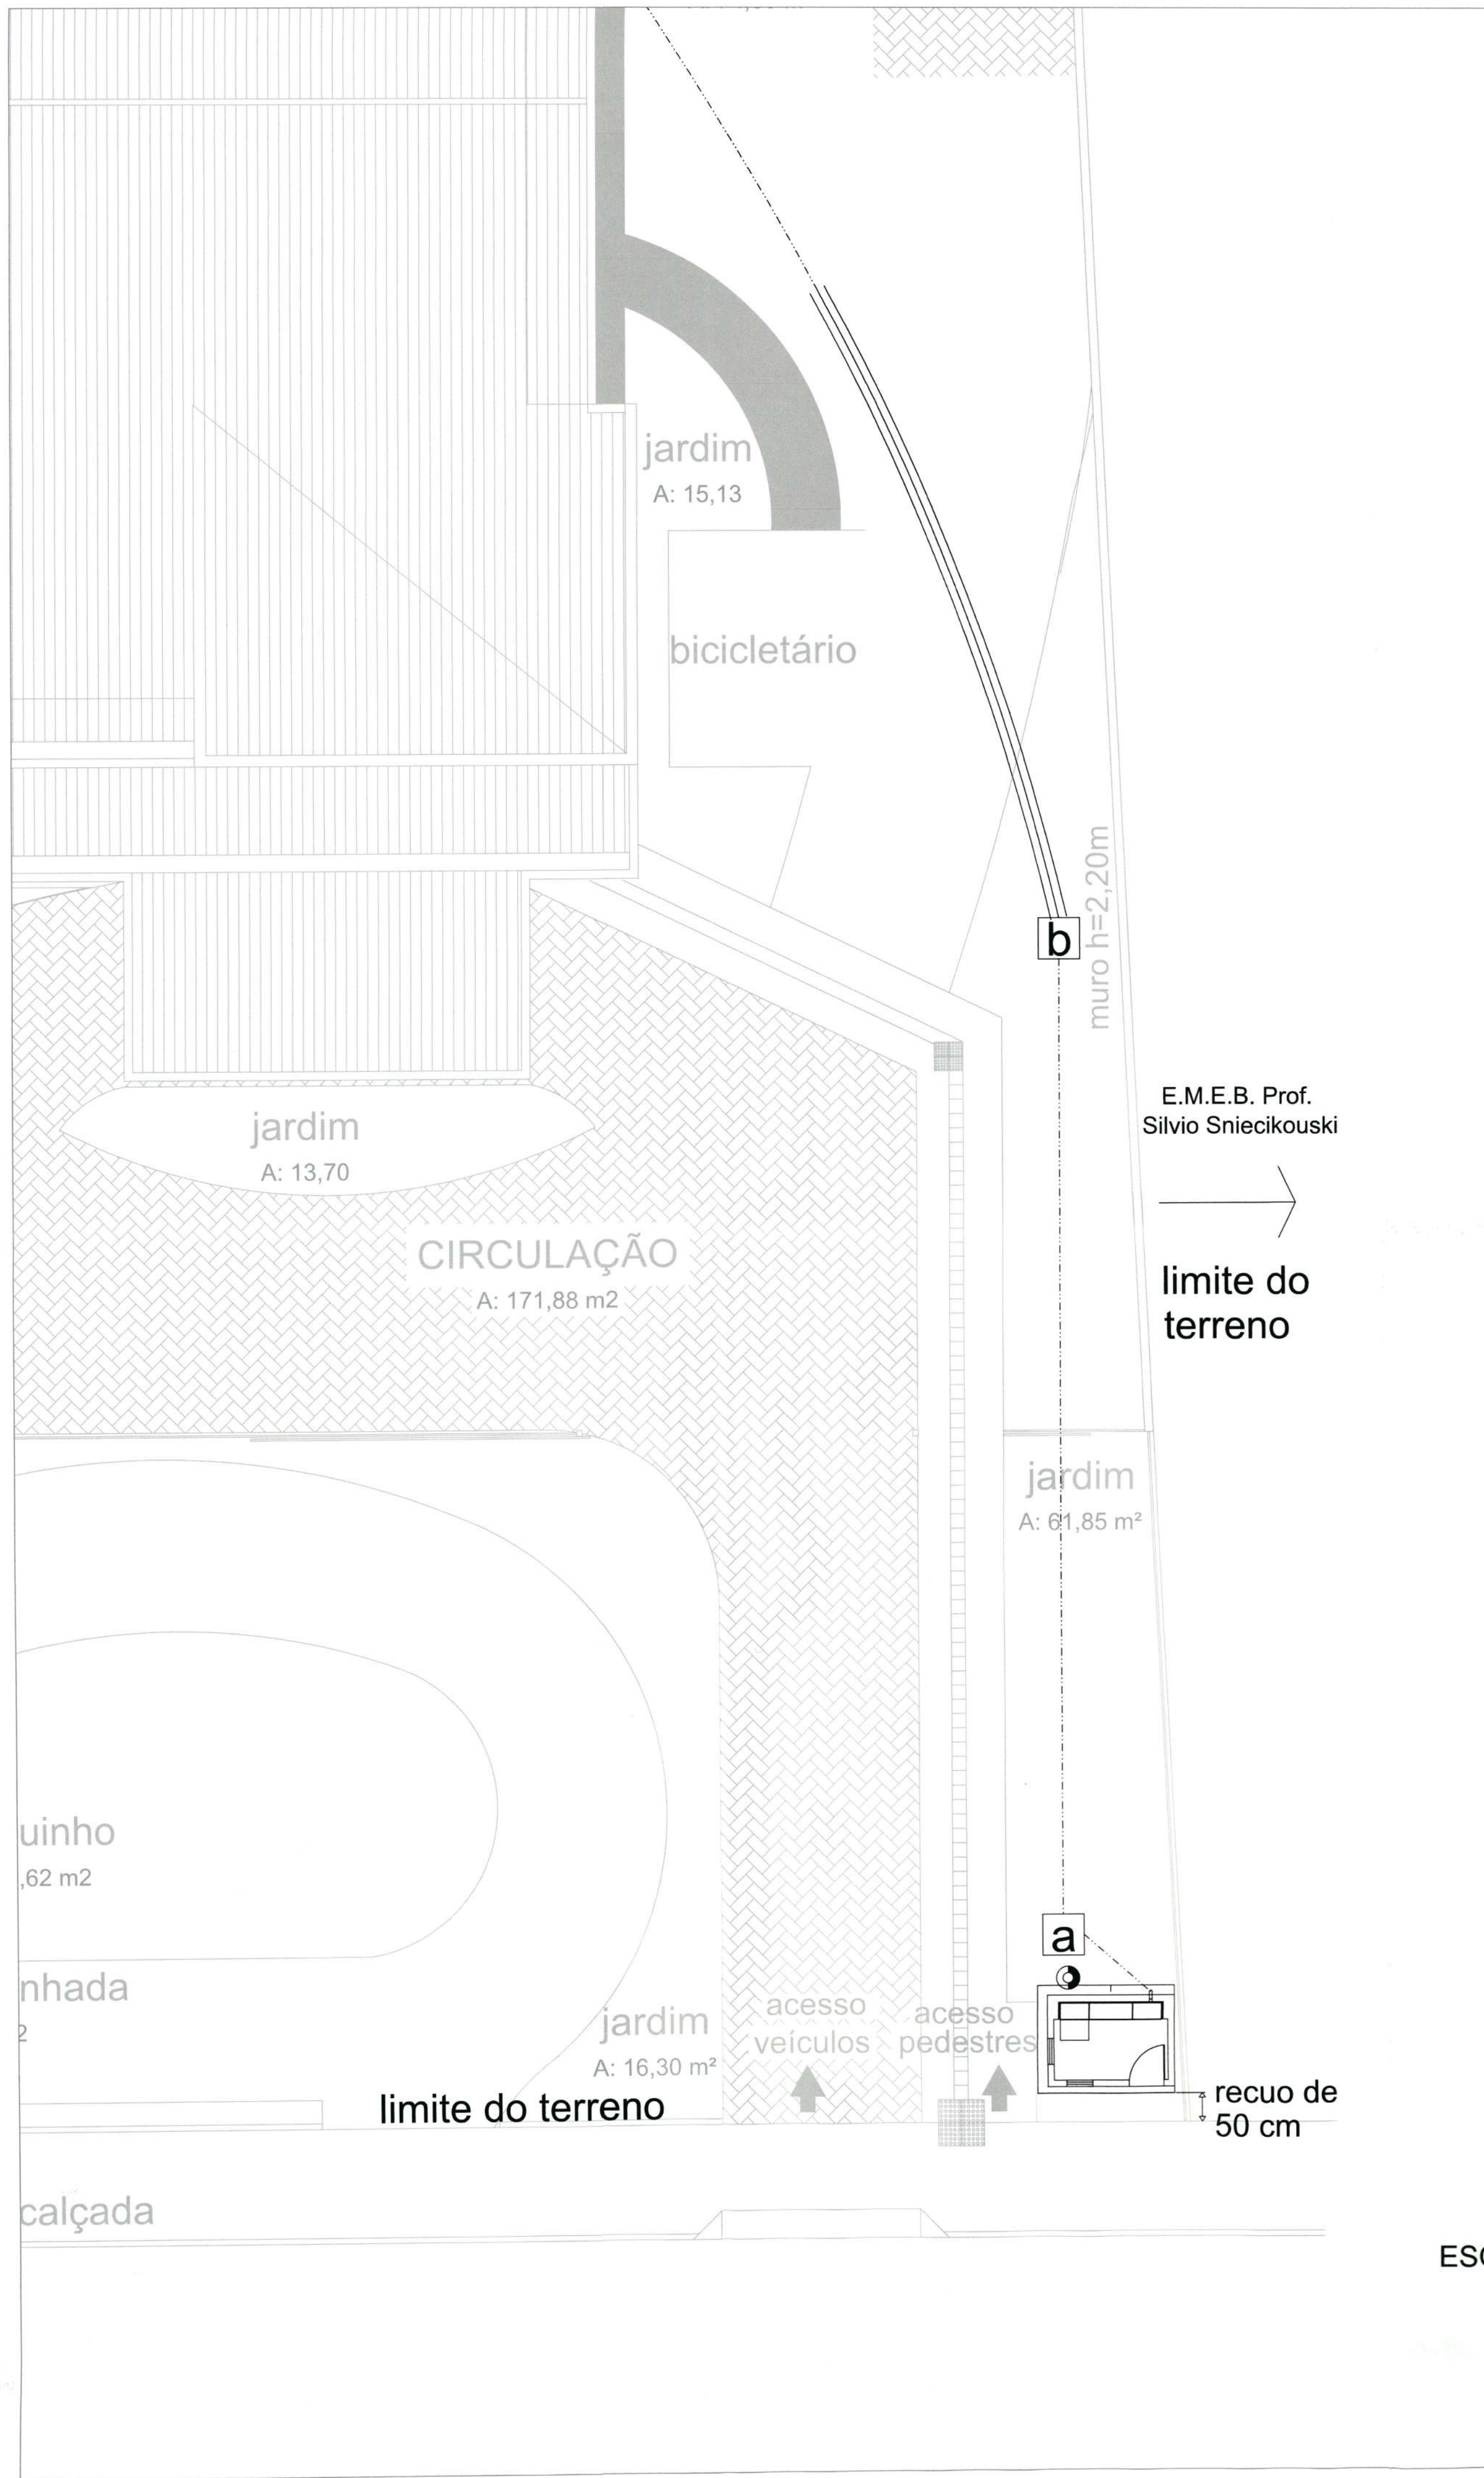 jardim
A: 15,13
bicicletário
muro h=2,20m
b
E.M.E.B. Prof.
Silvio Sniecikouski
jardim
A: 13,70
CIRCULAÇÃO
A: 171,88 m2
limite do
terreno
jardim
A: 61,85 m²
uinho
,62 m2
a
nhada
2
jardim
A: 16,30 m²
acesso
veículos
acesso
pedestres
limite do terreno
recuo de
50 cm
calçada